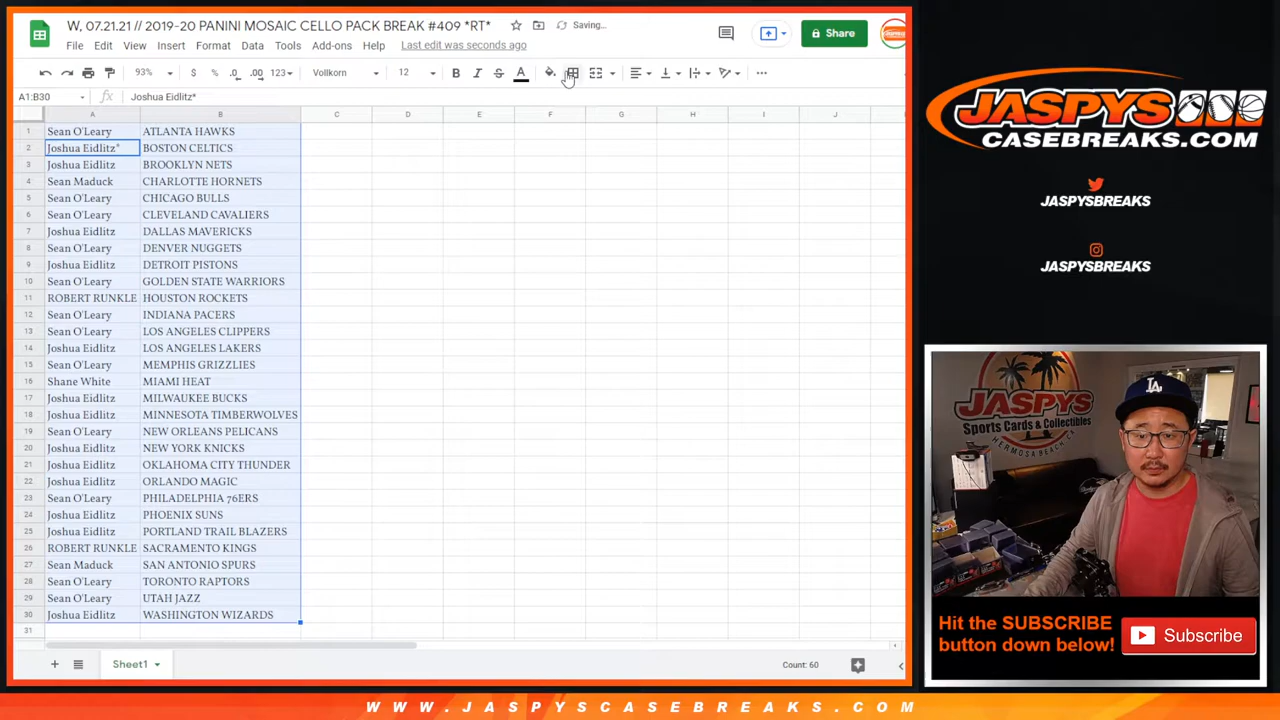 W, 07.21.21 // 2019-20 PANINI MOSAIC CELLO PACK BREAK #409 *RT*
Saving...
File Edit View Insert Format Data Tools Add-ons Help Last edit was seconds ago
Share
93% $ % .0 .00 123 Vollkorn 12 B I S A
A1:B30 fx Joshua Eidlitz*
A B C D E F G H I J
1 Sean O'Leary ATLANTA HAWKS
2 Joshua Eidlitz* BOSTON CELTICS
3 Joshua Eidlitz BROOKLYN NETS
4 Sean Maduck CHARLOTTE HORNETS
5 Sean O'Leary CHICAGO BULLS
6 Sean O'Leary CLEVELAND CAVALIERS
7 Joshua Eidlitz DALLAS MAVERICKS
8 Sean O'Leary DENVER NUGGETS
9 Joshua Eidlitz DETROIT PISTONS
10 Sean O'Leary GOLDEN STATE WARRIORS
11 ROBERT RUNKLE HOUSTON ROCKETS
12 Sean O'Leary INDIANA PACERS
13 Sean O'Leary LOS ANGELES CLIPPERS
14 Joshua Eidlitz LOS ANGELES LAKERS
15 Sean O'Leary MEMPHIS GRIZZLIES
16 Shane White MIAMI HEAT
17 Joshua Eidlitz MILWAUKEE BUCKS
18 Joshua Eidlitz MINNESOTA TIMBERWOLVES
19 Sean O'Leary NEW ORLEANS PELICANS
20 Joshua Eidlitz NEW YORK KNICKS
21 Joshua Eidlitz OKLAHOMA CITY THUNDER
22 Joshua Eidlitz ORLANDO MAGIC
23 Sean O'Leary PHILADELPHIA 76ERS
24 Joshua Eidlitz PHOENIX SUNS
25 Joshua Eidlitz PORTLAND TRAIL BLAZERS
26 ROBERT RUNKLE SACRAMENTO KINGS
27 Sean Maduck SAN ANTONIO SPURS
28 Sean O'Leary TORONTO RAPTORS
29 Sean O'Leary UTAH JAZZ
30 Joshua Eidlitz WASHINGTON WIZARDS
31
Sheet1
Count: 60
JASPYS
CASEBREAKS.COM
JASPYSBREAKS
JASPYSBREAKS
JASPYS
Sports Cards & Collectibles
HERMOSA BEACH CA
LA
Hit the SUBSCRIBE
button down below!
Subscribe
WWW.JASPYSCASEBREAKS.COM